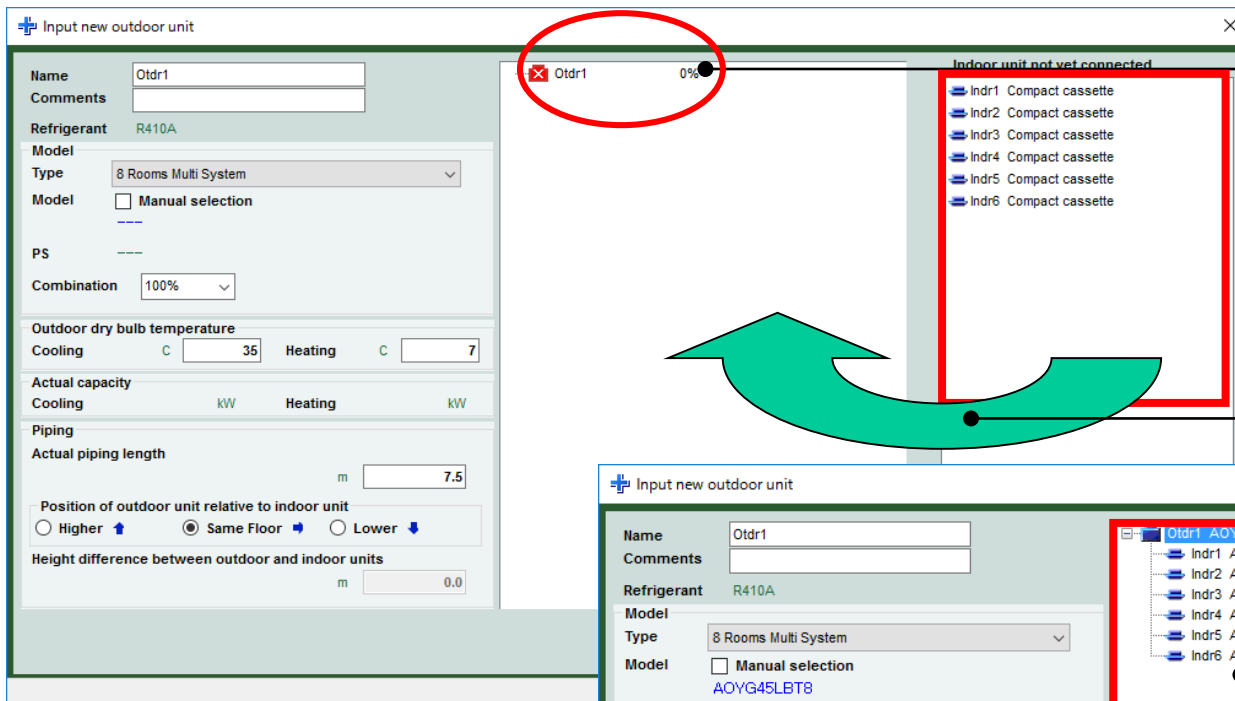 Input new outdoor unit
Name Otdr1
Comments
Refrigerant R410A
Model
Type 8 Rooms Multi System
Model Manual selection
---
PS ---
Combination 100%
Outdoor dry bulb temperature
Cooling C 35 Heating C 7
Actual capacity
Cooling kW Heating kW
Piping
Actual piping length
m 7.5
Position of outdoor unit relative to indoor unit
Higher Same Floor Lower
Height difference between outdoor and indoor units
m 0.0
Otdr1 0%
Indoor unit not yet connected
Indr1 Compact cassette
Indr2 Compact cassette
Indr3 Compact cassette
Indr4 Compact cassette
Indr5 Compact cassette
Indr6 Compact cassette
Input new outdoor unit
Name Otdr1
Comments
Refrigerant R410A
Model
Type 8 Rooms Multi System
Model Manual selection
AOYG45LBT8
Otdr1
Indr1
Indr2
Indr3
Indr4
Indr5
Indr6